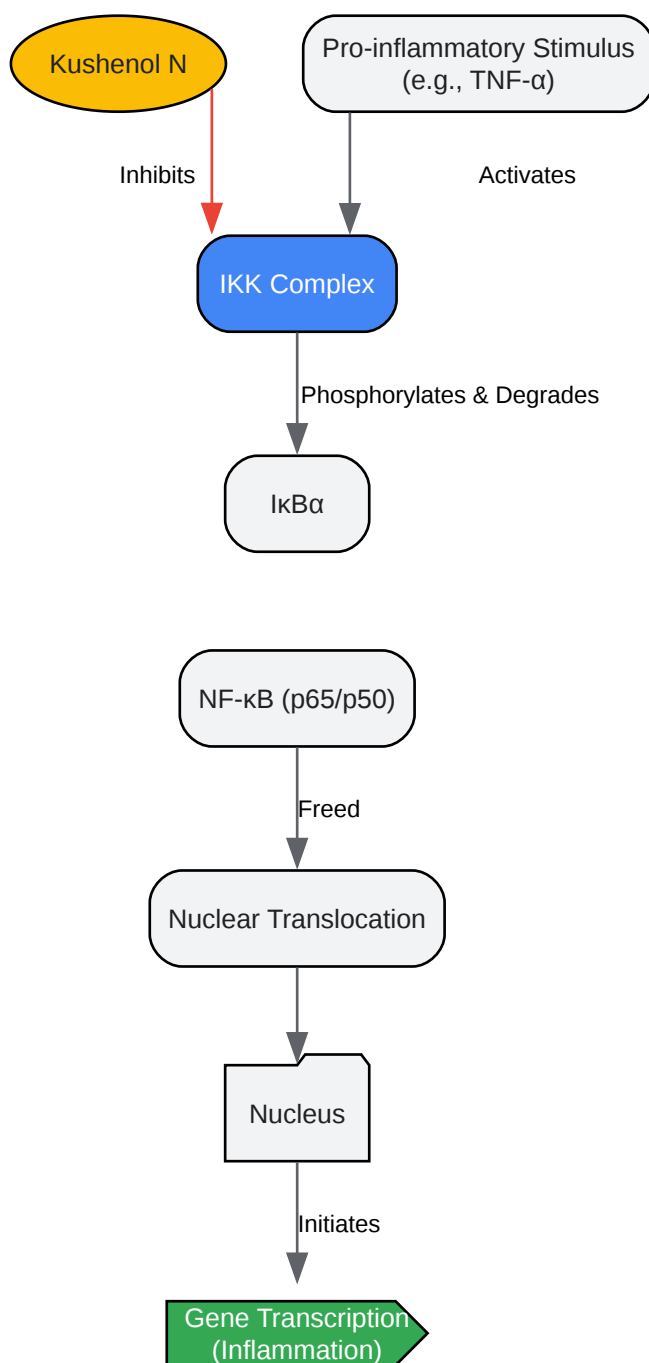 Kushenol N
Pro-inflammatory Stimulus
(e.g., TNF-α)
Inhibits
Activates
IKK Complex
Phosphorylates & Degrades
IκBα
NF-κB (p65/p50)
Freed
Nuclear Translocation
Nucleus
Initiates
Gene Transcription
(Inflammation)